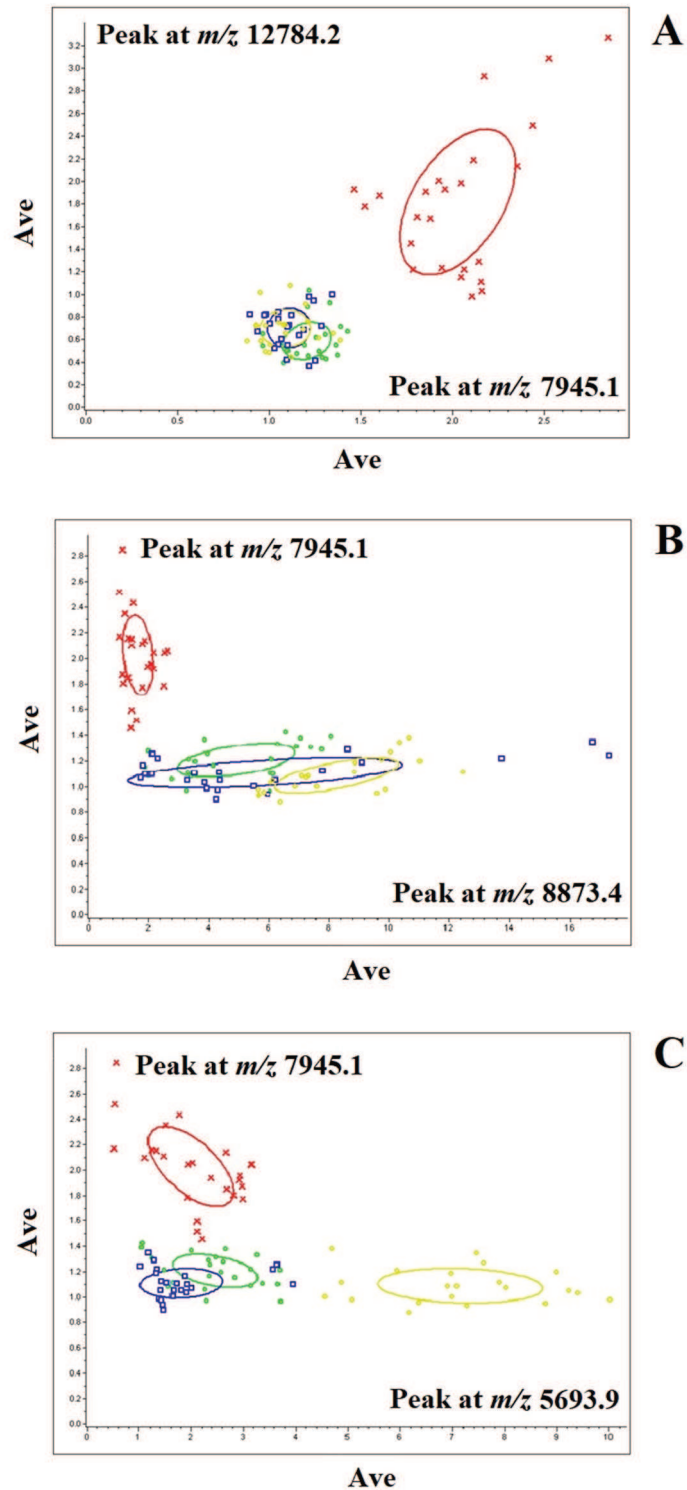 Peak at m/z 12784.2
A
3.2
3.0
2.8
2.6
2.4
2.2
2.0
1.8
1.6
1.4
1.2
1.0
0.8
0.6
0.4
0.2
0.0
Ave
Peak at m/z 7945.1
0.0 0.5 1.0 1.5 2.0 2.5
Ave
Peak at m/z 7945.1
B
2.8
2.6
2.4
2.2
2.0
1.8
1.6
1.4
1.2
1.0
0.8
0.6
0.4
0.2
0.0
Ave
Peak at m/z 8873.4
0 2 4 6 8 10 12 14 16
Ave
Peak at m/z 7945.1
C
2.8
2.6
2.4
2.2
2.0
1.8
1.6
1.4
1.2
1.0
0.8
0.6
0.4
0.2
0.0
Ave
Peak at m/z 5693.9
0 1 2 3 4 5 6 7 8 9 10
Ave